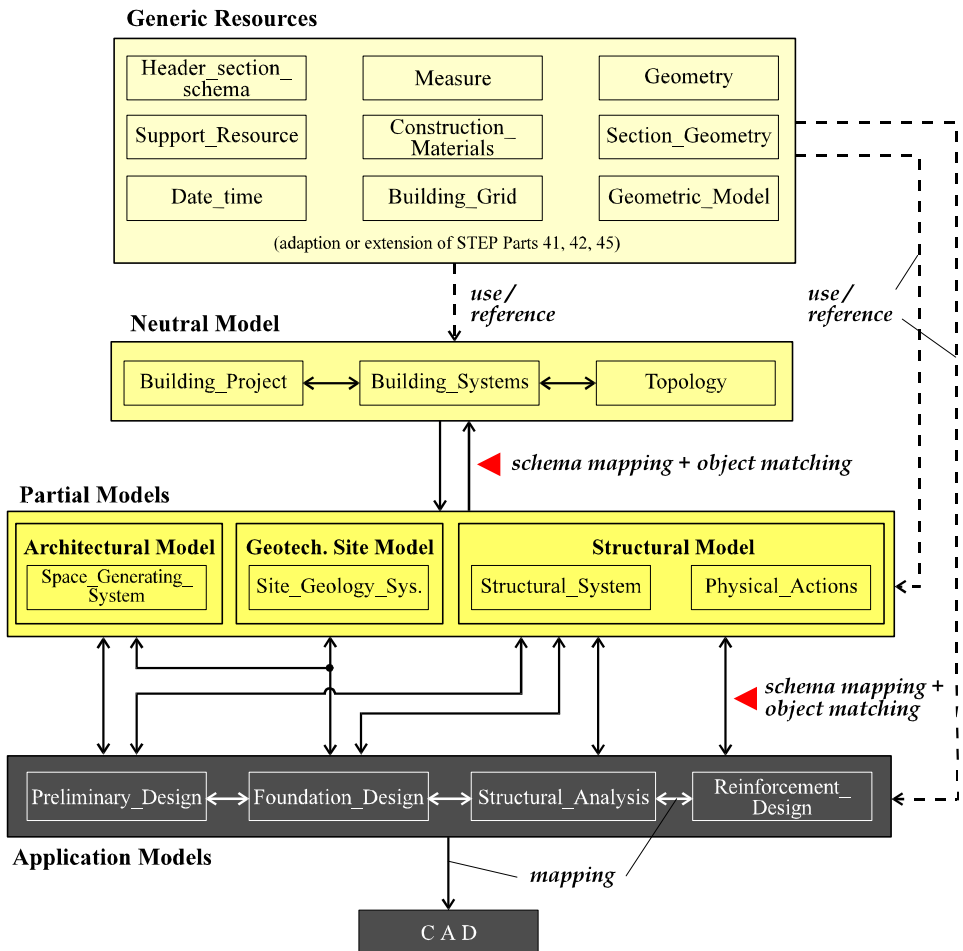 Generic Resources
Header_section_
schema
Measure
Geometry
Support_Resource
Construction_
Materials
Section_Geometry
Date_time
Building_Grid
Geometric_Model
(adaption or extension of STEP Parts 41, 42, 45)
use/
reference
use/
reference
Neutral Model
Building_Project
Building_Systems
Topology
schema mapping + object matching
Partial Models
Architectural Model
Space_Generating_
System
Geotech. Site Model
Site_Geology_Sys.
Structural Model
Structural_System
Physical_Actions
schema mapping +
object matching
Preliminary_Design
Foundation_Design
Structural_Analysis
Reinforcement_
Design
Application Models
mapping
C A D